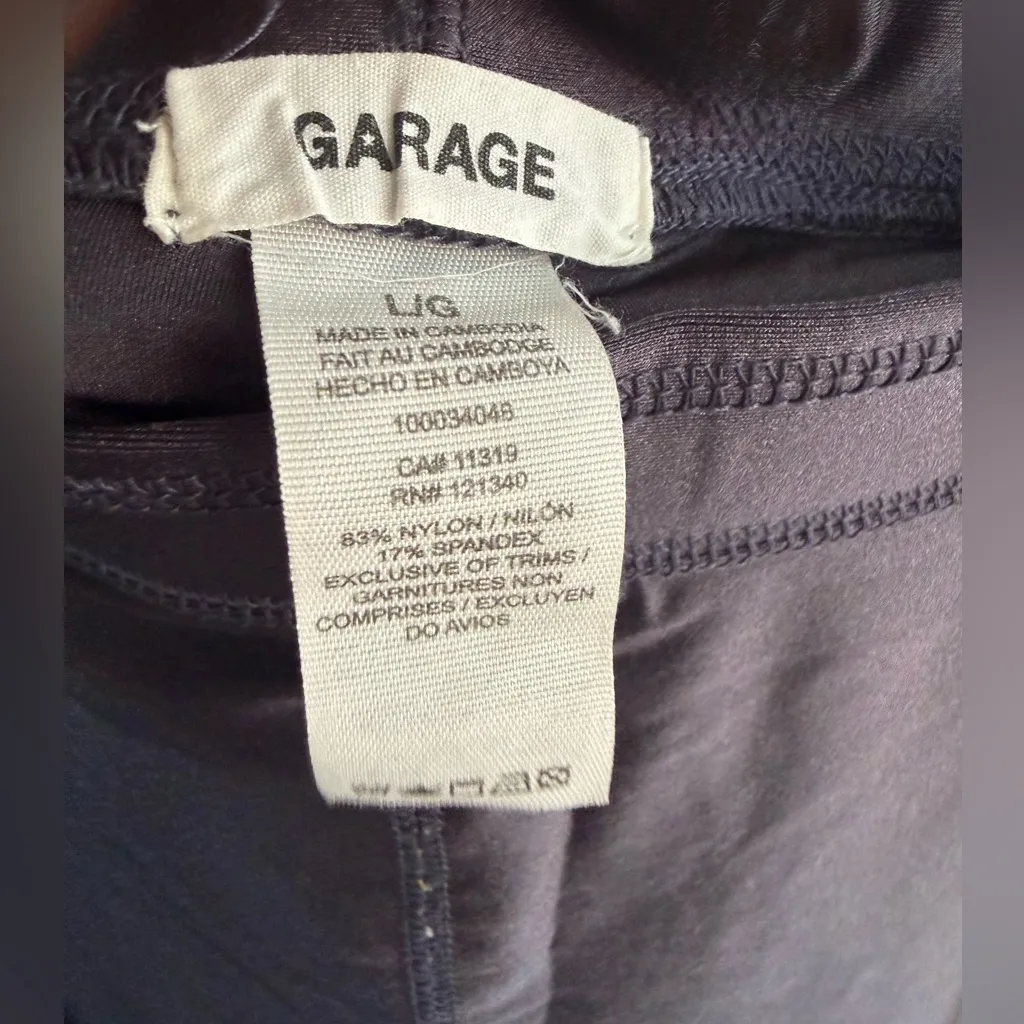 GARAGE
L/G
MADE IN CAMBODIA
FAIT AU CAMBODGE
HECHO EN CAMBOYA
100034048
CA# 11319
RN# 121340
83% NYLON / NILÓN
17% SPANDEX
EXCLUSIVE OF TRIMS /
GARNITURES NON
COMPRISES / EXCLUYEN
DO AVIOS